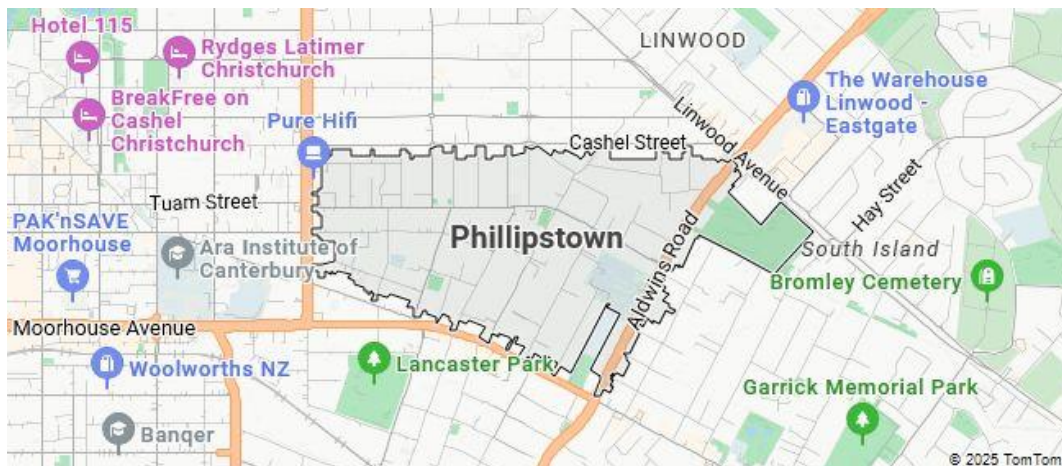 Hotel 115
Rydges Latimer
Christchurch
LINWOOD
BreakFree on
Cashel
Christchurch
The Warehouse
Linwood -
Eastgate
Pure Hifi
Cashel Street
Linwood Avenue
Tuam Street
Hay Street
PAK'nSAVE
Moorhouse
Ara Institute of
Canterbury
Phillipstown
Aldwins Road
South Island
Bromley Cemetery
Moorhouse Avenue
Woolworths NZ
Lancaster Park
Garrick Memorial Park
Banqer
© 2025 TomTom